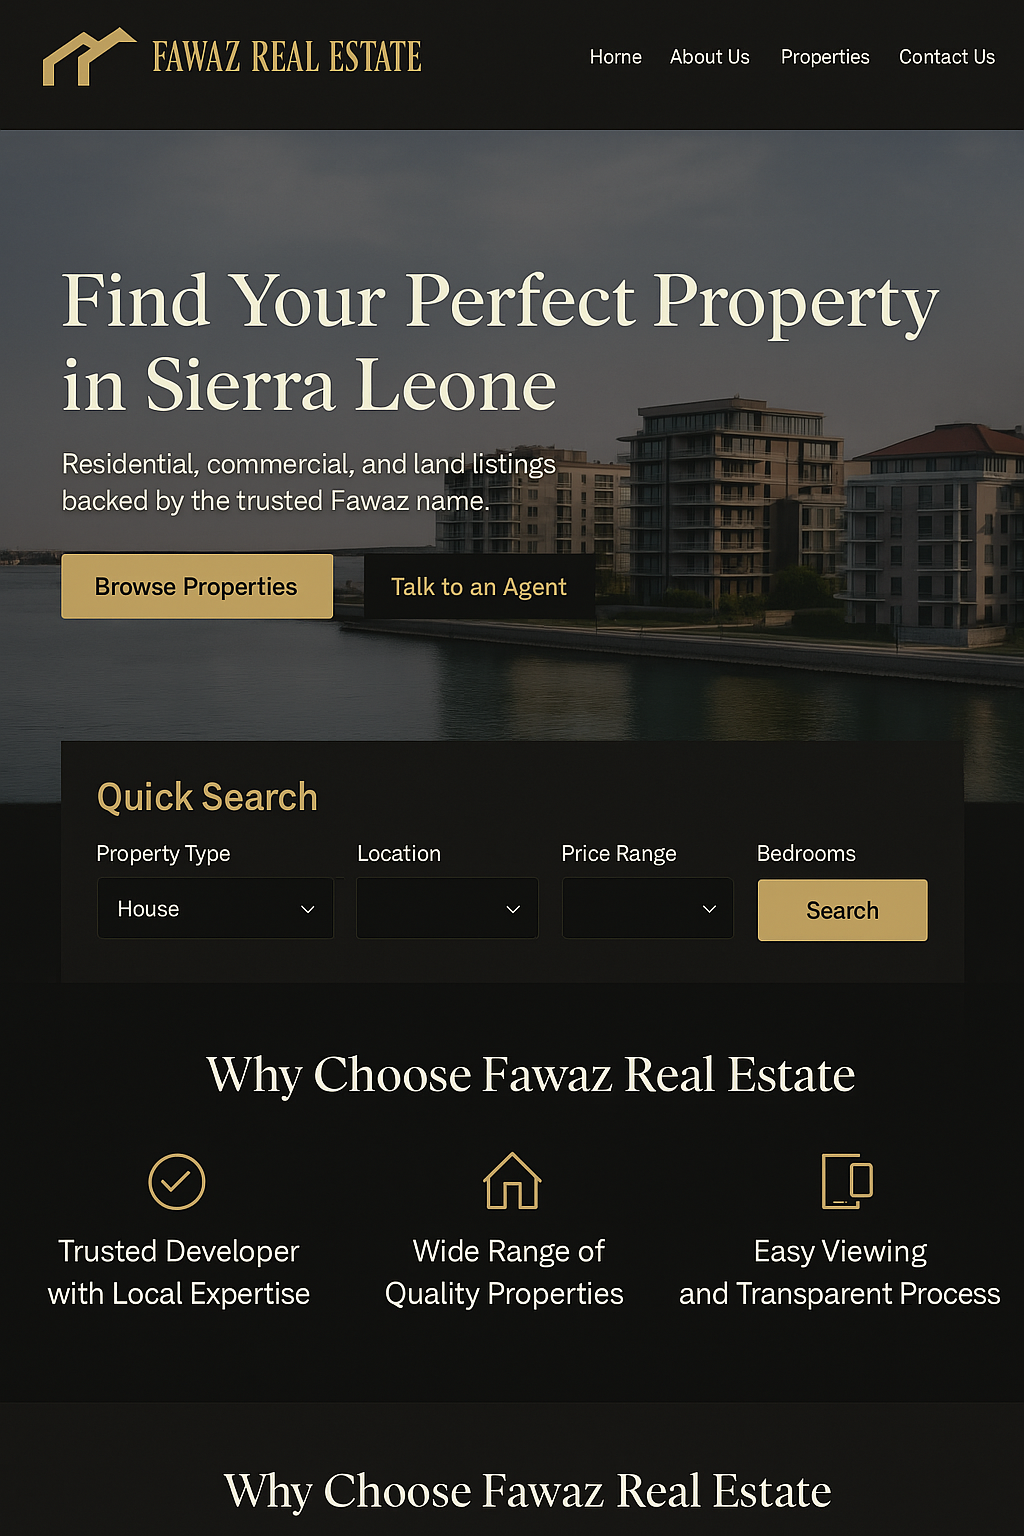 FAWAZ REAL ESTATE
Home About Us Properties Contact Us
Find Your Perfect Property
in Sierra Leone
Residential, commercial, and land listings
backed by the trusted Fawaz name.
Browse Properties Talk to an Agent
Quick Search
Property Type Location Price Range Bedrooms
House Search
Why Choose Fawaz Real Estate
Trusted Developer
with Local Expertise
Wide Range of
Quality Properties
Easy Viewing
and Transparent Process
Why Choose Fawaz Real Estate